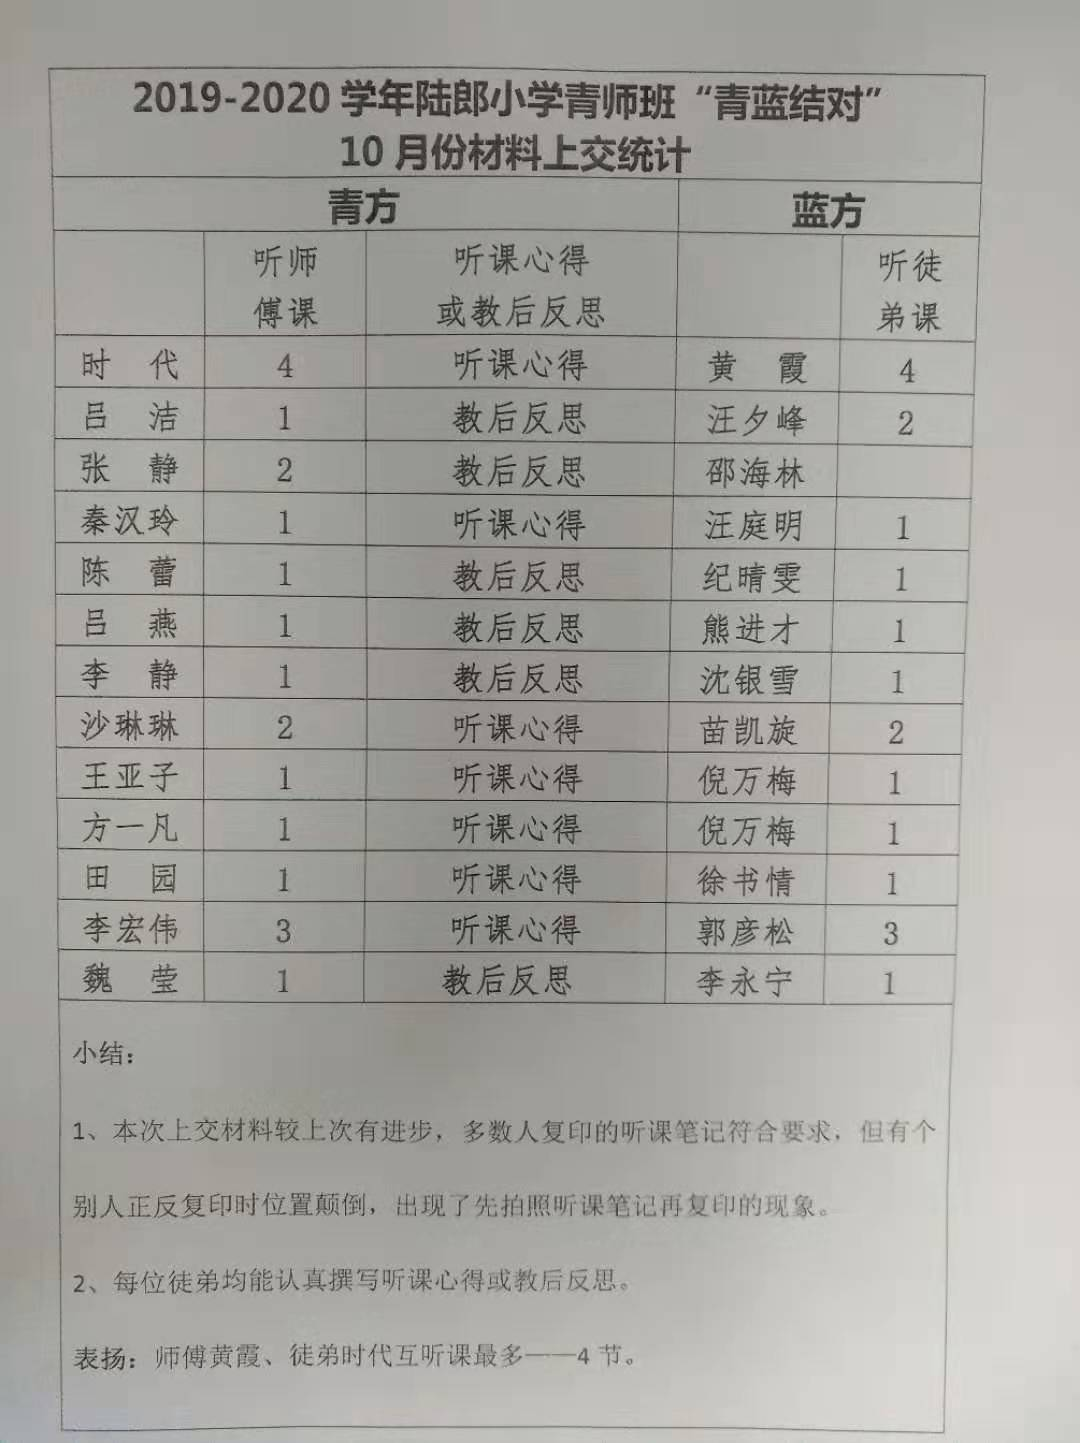 2019-2020 学年陆郎小学青师班“青蓝结对”
10 月份材料上交统计
青方 蓝方
听师 听课心得 听徒
傅课 或教后反思 弟课
时 代 4 听课心得 黄 霞 4
吕 洁 1 教后反思 汪夕峰 2
张 静 2 教后反思 邵海林
秦汉玲 1 听课心得 汪庭明 1
陈 蕾 1 教后反思 纪晴雯 1
吕 燕 1 教后反思 熊进才 1
李 静 1 教后反思 沈银雪 1
沙琳琳 2 听课心得 苗凯旋 2
王亚子 1 听课心得 倪万梅 1
方一凡 1 听课心得 倪万梅 1
田 园 1 听课心得 徐书情 1
李宏伟 3 听课心得 郭彦松 3
魏 莹 1 教后反思 李永宁 1
小结：
1、本次上交材料较上次有进步，多数人复印的听课笔记符合要求，但有个
别人正反复印时位置颠倒，出现了先拍照听课笔记再复印的现象。
2、每位徒弟均能认真撰写听课心得或教后反思。
表扬：师傅黄霞、徒弟时代互听课最多——4 节。